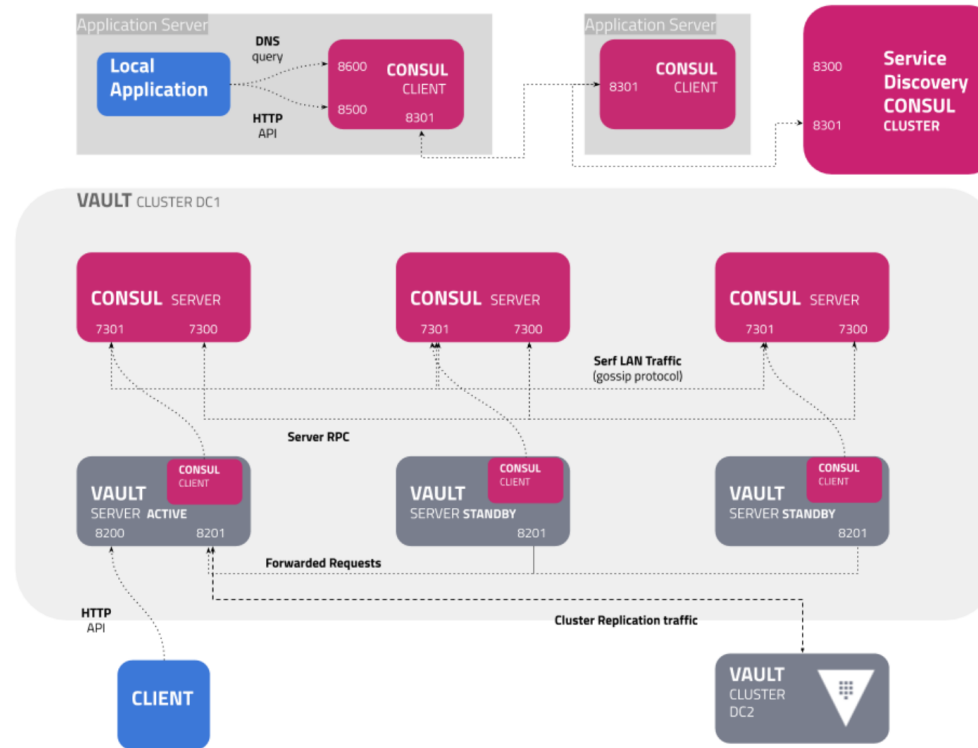 Application Server
Local
Application
DNS
query
HTTP
API
8600
8500
CONSUL
CLIENT
8301
Application Server
8301
CONSUL
CLIENT
8300
8301
Service
Discovery
CONSUL
CLUSTER
VAULT CLUSTER DC1
CONSUL SERVER
7301 7300
CONSUL SERVER
7301 7300
CONSUL SERVER
7301 7300
Serf LAN Traffic
(gossip protocol)
Server RPC
CONSUL
CLIENT
VAULT
SERVER ACTIVE
8200 8201
CONSUL
CLIENT
VAULT
SERVER STANDBY
8201
CONSUL
CLIENT
VAULT
SERVER STANDBY
8201
Forwarded Requests
HTTP
API
Cluster Replication traffic
CLIENT
VAULT
CLUSTER
DC2